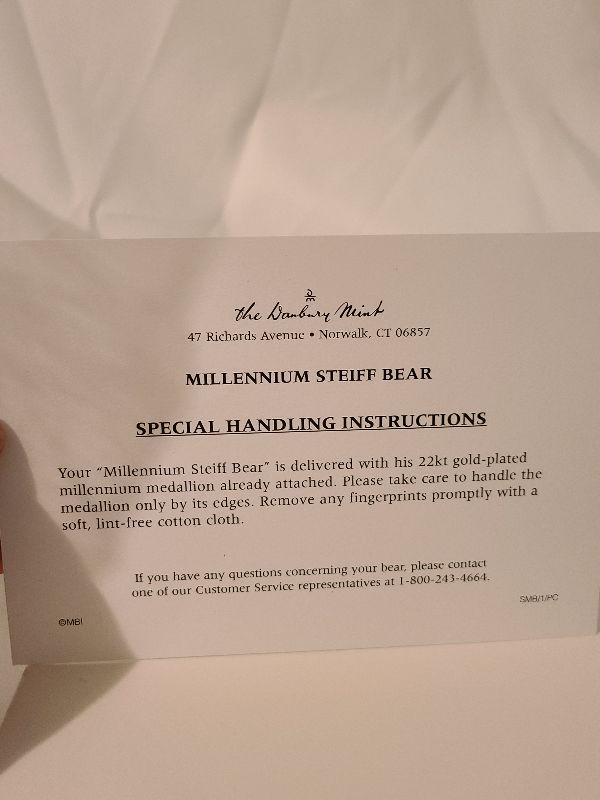 DM
the Danbury Mint
47 Richards Avenue • Norwalk, CT 06857
MILLENNIUM STEIFF BEAR
SPECIAL HANDLING INSTRUCTIONS
Your "Millennium Steiff Bear" is delivered with his 22kt gold-plated
millennium medallion already attached. Please take care to handle the
medallion only by its edges. Remove any fingerprints promptly with a
soft, lint-free cotton cloth.
If you have any questions concerning your bear, please contact
one of our Customer Service representatives at 1-800-243-4664.
©MBI
SMB/1/PC